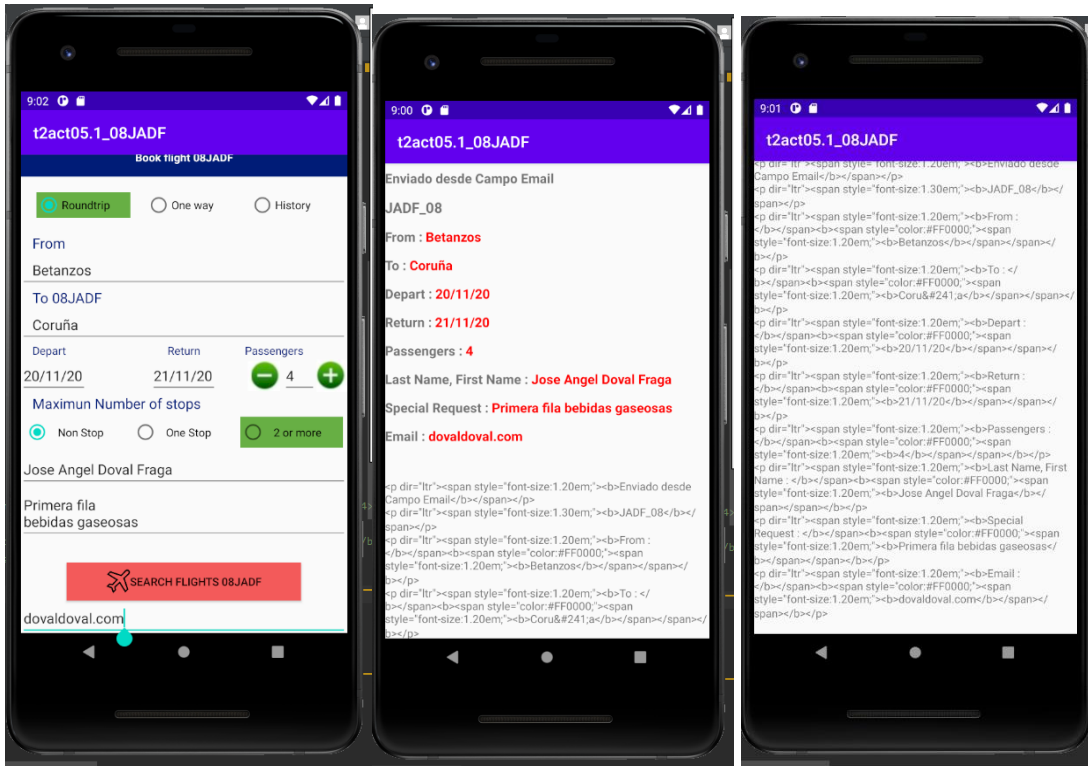 9:02
t2act05.1_08JADF
Book flight 08JADF
Roundtrip
One way
History
From
Betanzos
To 08JADF
Coruña
Depart
Return
Passengers
20/11/20
21/11/20
4
Maximun Number of stops
Non Stop
One Stop
2 or more
Jose Angel Doval Fraga
Primera fila
bebidas gaseosas
SEARCH FLIGHTS 08JADF
dovaldoval.com
9:00
t2act05.1_08JADF
Enviado desde Campo Email
JADF_08
From : Betanzos
To : Coruña
Depart : 20/11/20
Return : 21/11/20
Passengers : 4
Last Name, First Name : Jose Angel Doval Fraga
Special Request : Primera fila bebidas gaseosas
Email : dovaldoval.com
<p dir="ltr"><span style="font-size:1.20em;"><b>Enviado desde
Campo Email</b></span></p>
<p dir="ltr"><span style="font-size:1.30em;"><b>JADF_08</b></
span></p>
<p dir="ltr"><span style="font-size:1.20em;"><b>From :
</b></span><b><span style="color:#FF0000;"><span
style="font-size:1.20em;"><b>Betanzos</b></span></span></
b></p>
<p dir="ltr"><span style="font-size:1.20em;"><b>To : </
b></span><b><span style="color:#FF0000;"><span
style="font-size:1.20em;"><b>Coru&#241;a</b></span></span></
b></p>
9:01
t2act05.1_08JADF
<p dir="ltr"><span style="font-size:1.20em;"><b>Enviado desde
Campo Email</b></span></p>
<p dir="ltr"><span style="font-size:1.30em;"><b>JADF_08</b></
span></p>
<p dir="ltr"><span style="font-size:1.20em;"><b>From :
</b></span><b><span style="color:#FF0000;"><span
style="font-size:1.20em;"><b>Betanzos</b></span></span></
b></p>
<p dir="ltr"><span style="font-size:1.20em;"><b>To : </
b></span><b><span style="color:#FF0000;"><span
style="font-size:1.20em;"><b>Coru&#241;a</b></span></span></
b></p>
<p dir="ltr"><span style="font-size:1.20em;"><b>Depart :
</b></span><b><span style="color:#FF0000;"><span
style="font-size:1.20em;"><b>20/11/20</b></span></span></
b></p>
<p dir="ltr"><span style="font-size:1.20em;"><b>Return :
</b></span><b><span style="color:#FF0000;"><span
style="font-size:1.20em;"><b>21/11/20</b></span></span></
b></p>
<p dir="ltr"><span style="font-size:1.20em;"><b>Passengers :
</b></span><b><span style="color:#FF0000;"><span
style="font-size:1.20em;"><b>4</b></span></span></b></p>
<p dir="ltr"><span style="font-size:1.20em;"><b>Last Name, First
Name : </b></span><b><span style="color:#FF0000;"><span
style="font-size:1.20em;"><b>Jose Angel Doval Fraga</b></
span></span></b></p>
<p dir="ltr"><span style="font-size:1.20em;"><b>Special
Request : </b></span><b><span style="color:#FF0000;"><span
style="font-size:1.20em;"><b>Primera fila bebidas gaseosas</
b></span></span></b></p>
<p dir="ltr"><span style="font-size:1.20em;"><b>Email :
</b></span><b><span style="color:#FF0000;"><span
style="font-size:1.20em;"><b>dovaldoval.com</b></span></
span></b></p>